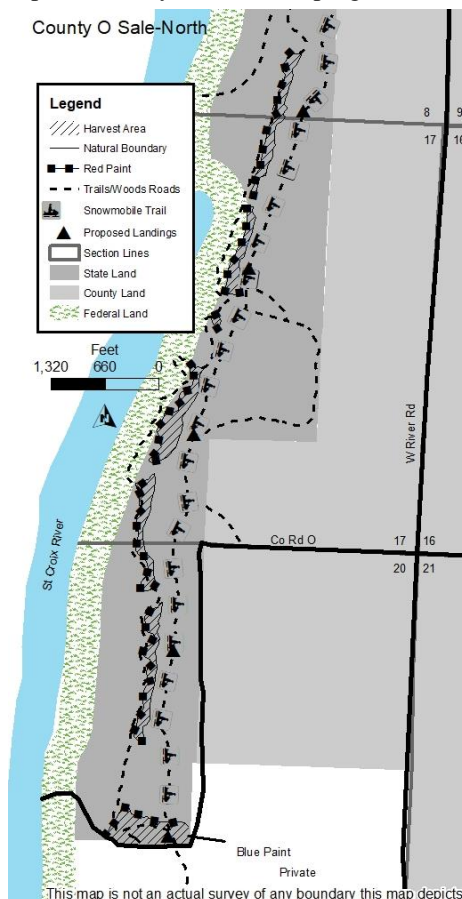 County O Sale-North
8 9
17 16
Legend
Harvest Area
Natural Boundary
Red Paint
Trails/Woods Roads
Snowmobile Trail
Proposed Landings
Section Lines
State Land
County Land
Federal Land
Feet
1,320 660 0
W River Rd
St Croix River
Co Rd O
17 16
20 21
Blue Paint
Private
This map is not an actual survey of any boundary this map depicts